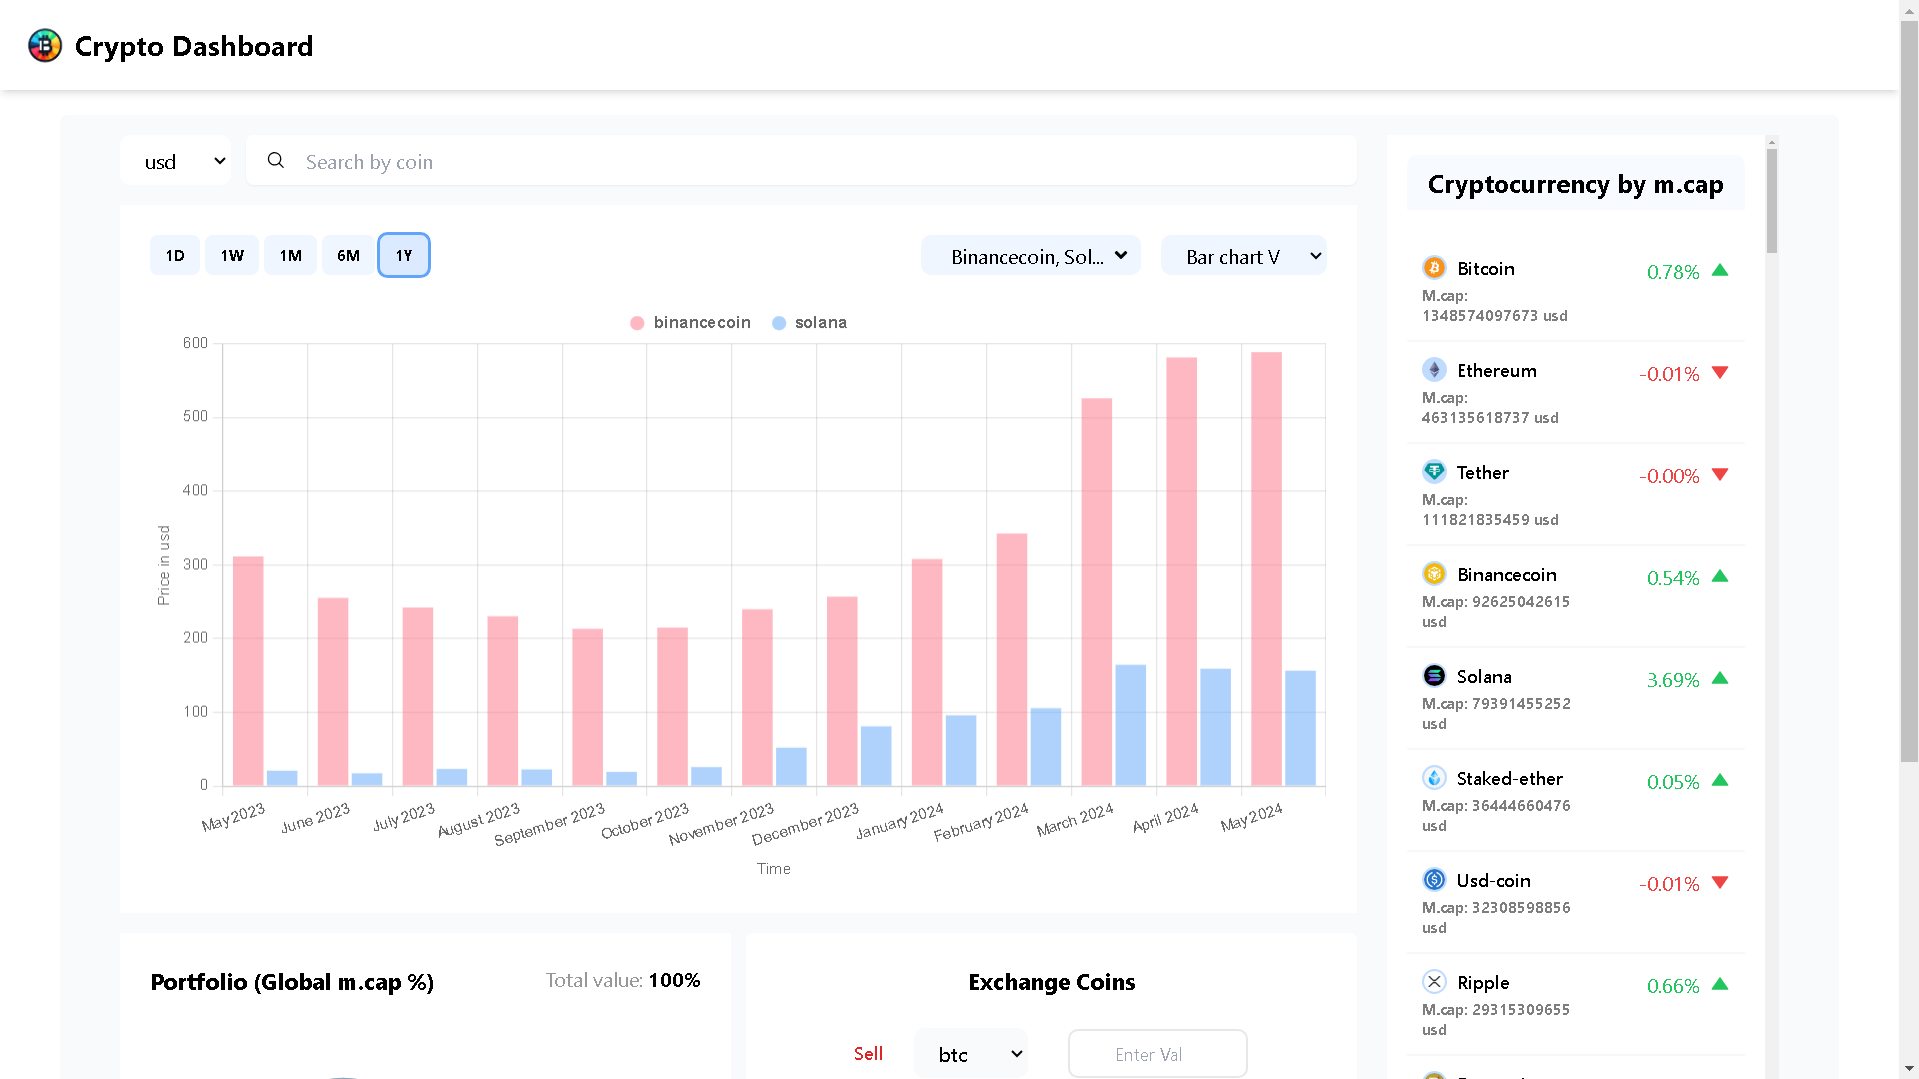 Crypto Dashboard
usd
Search by coin
1D 1W 1M 6M 1Y
Binancecoin, Sol...
Bar chart V
binancecoin solana
600
500
400
300
200
100
0
Price in usd
May 2023 June 2023 July 2023 August 2023 September 2023 October 2023 November 2023 December 2023 January 2024 February 2024 March 2024 April 2024 May 2024
Time
Portfolio (Global m.cap %)
Total value: 100%
Exchange Coins
Sell btc Enter Val
Cryptocurrency by m.cap
Bitcoin 0.78%
M.cap:
1348574097673 usd
Ethereum -0.01%
M.cap:
463135618737 usd
Tether -0.00%
M.cap:
111821835459 usd
Binancecoin 0.54%
M.cap: 92625042615
usd
Solana 3.69%
M.cap: 79391455252
usd
Staked-ether 0.05%
M.cap: 36444660476
usd
Usd-coin -0.01%
M.cap: 32308598856
usd
Ripple 0.66%
M.cap: 29315309655
usd